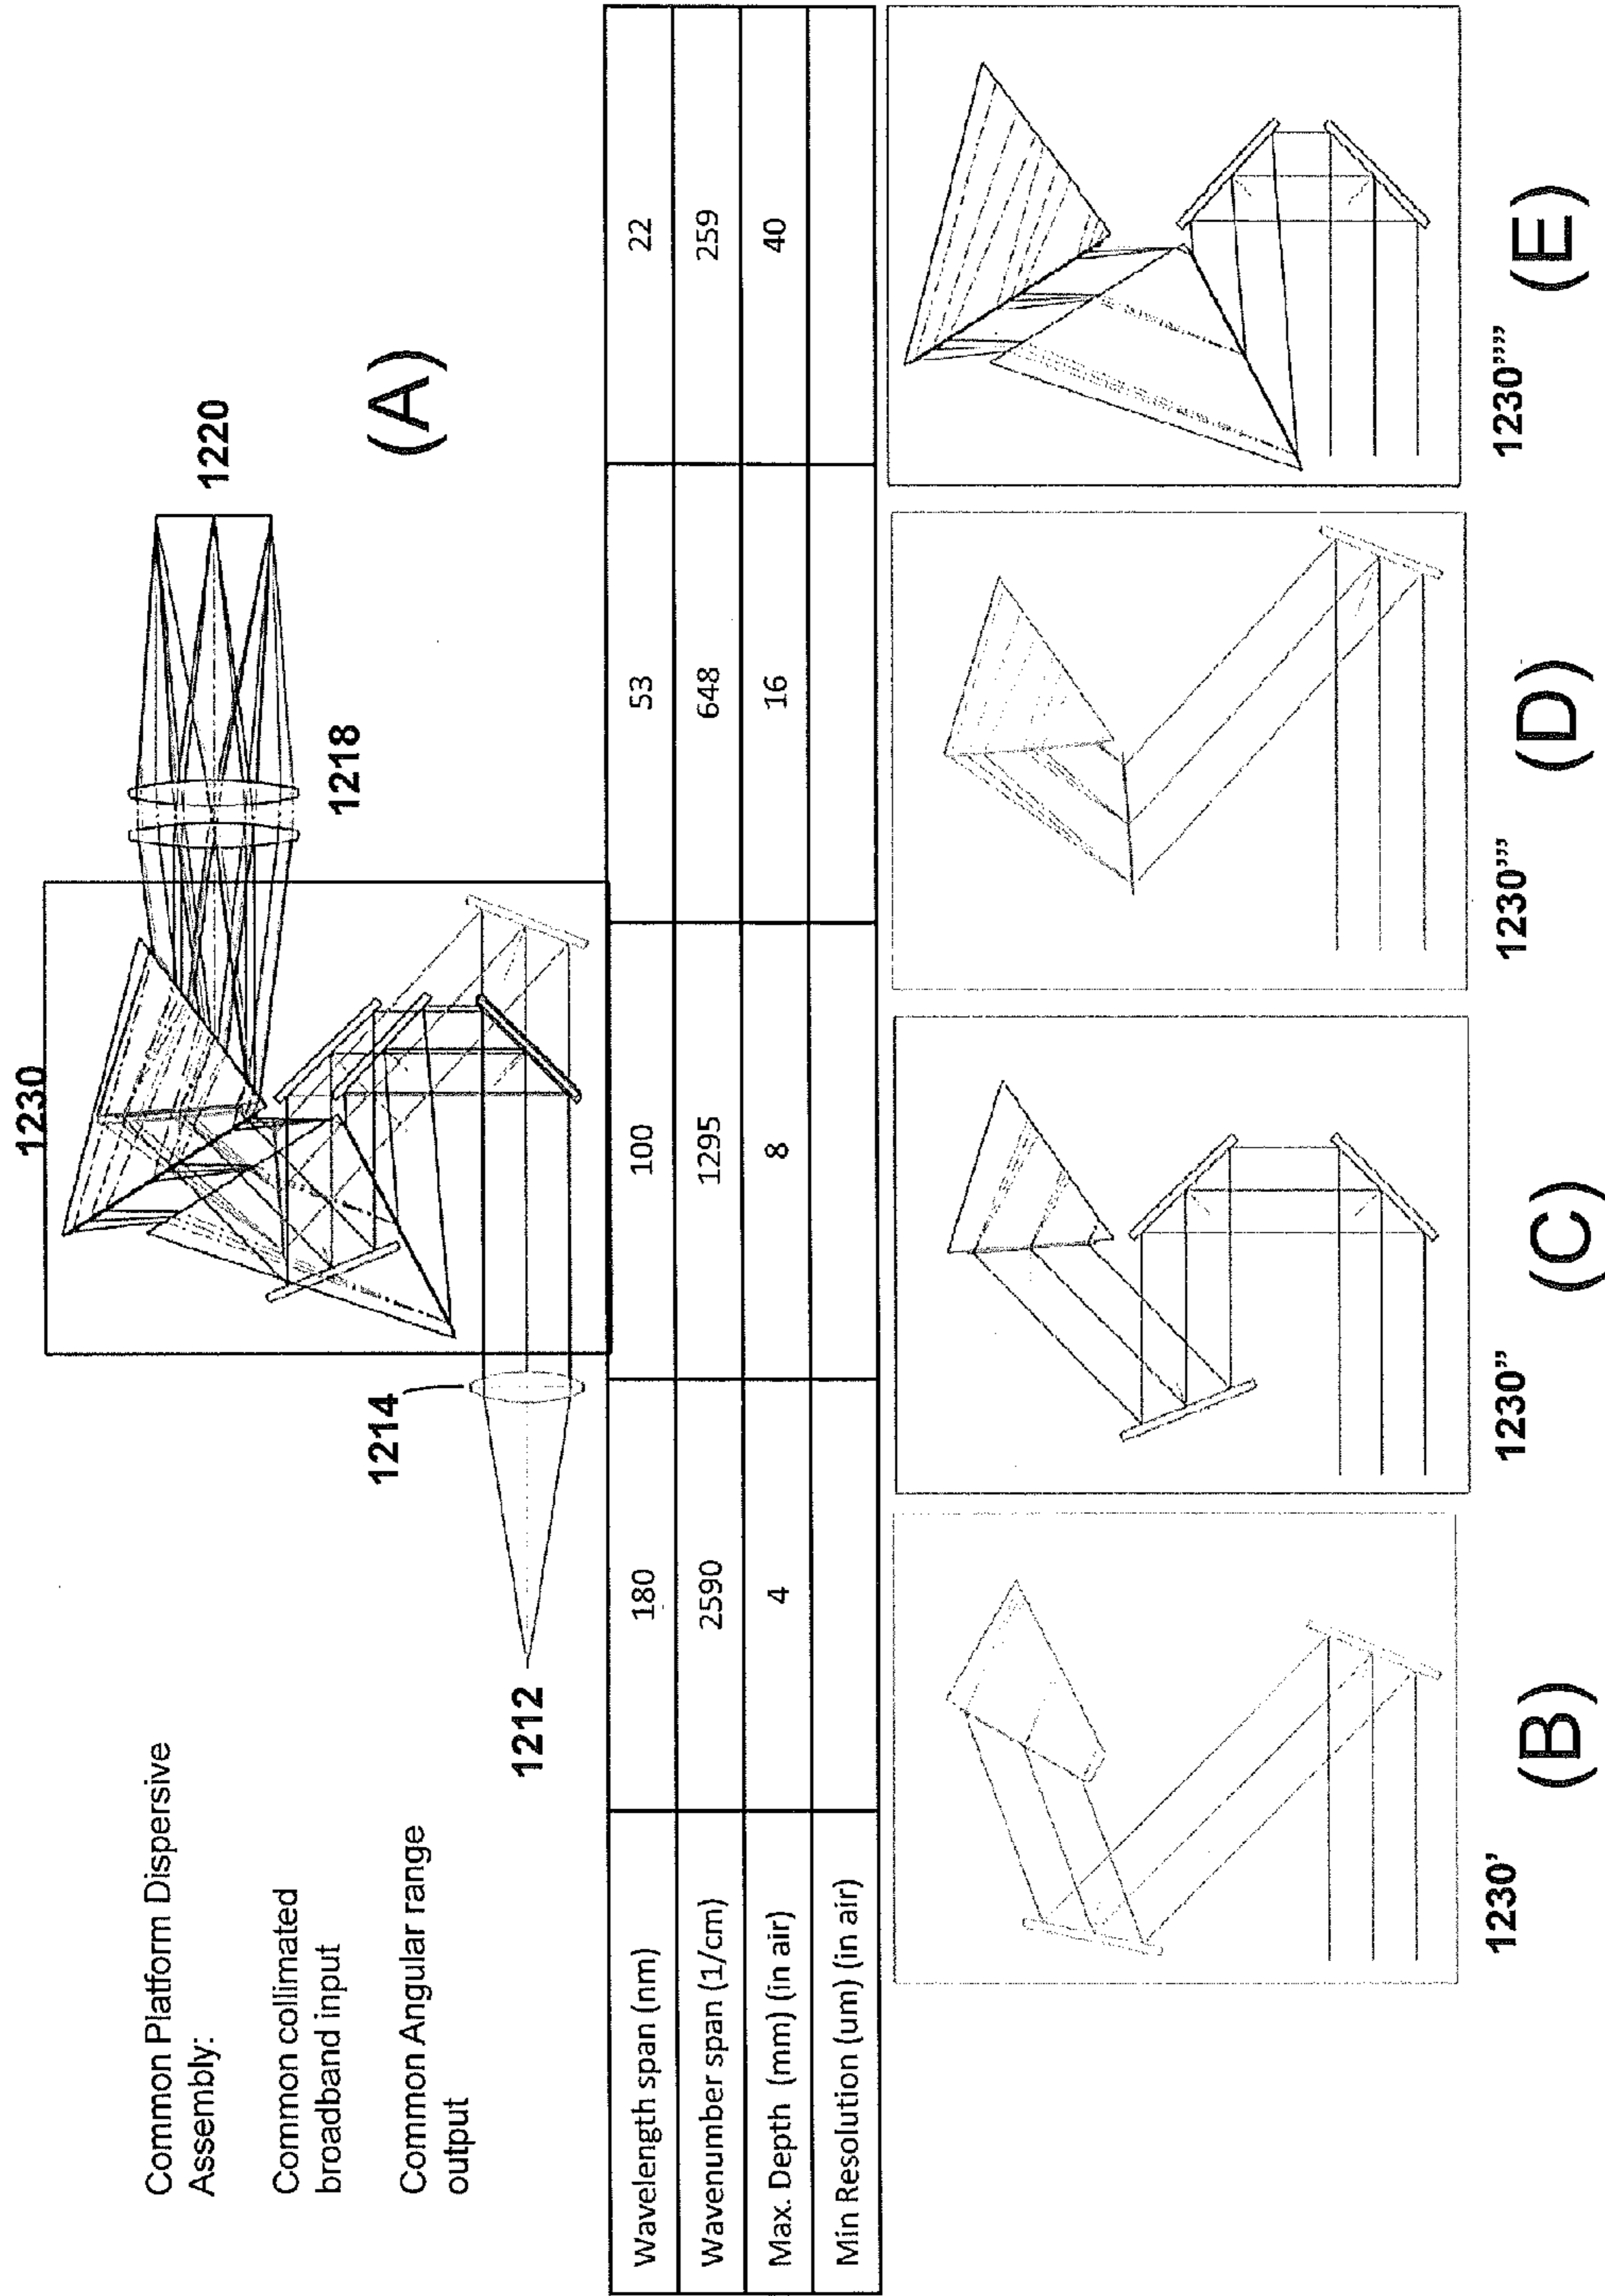 Common Platform Dispersive
Assembly:
Common collimated
broadband input
Common Angular range
output
1230
1212
1214
1218
1220
(A)
Wavelength span (nm) 180 100 53 22
Wavenumber span (1/cm) 2590 1295 648 259
Max. Depth (mm) (in air) 4 8 16 40
Min Resolution (um) (in air)
1230' 1230'' 1230''' 1230''''
(B) (C) (D) (E)